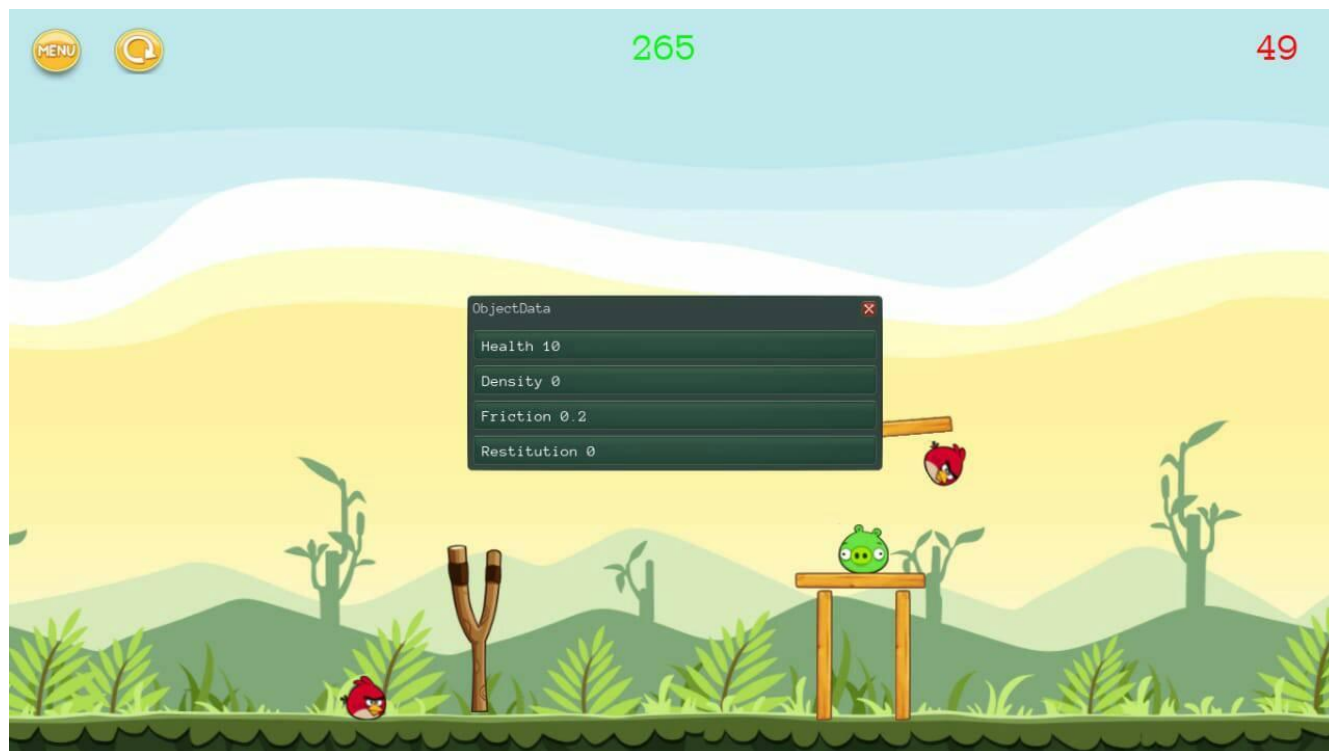 MENU
265
49
ObjectData
Health 10
Density 0
Friction 0.2
Restitution 0